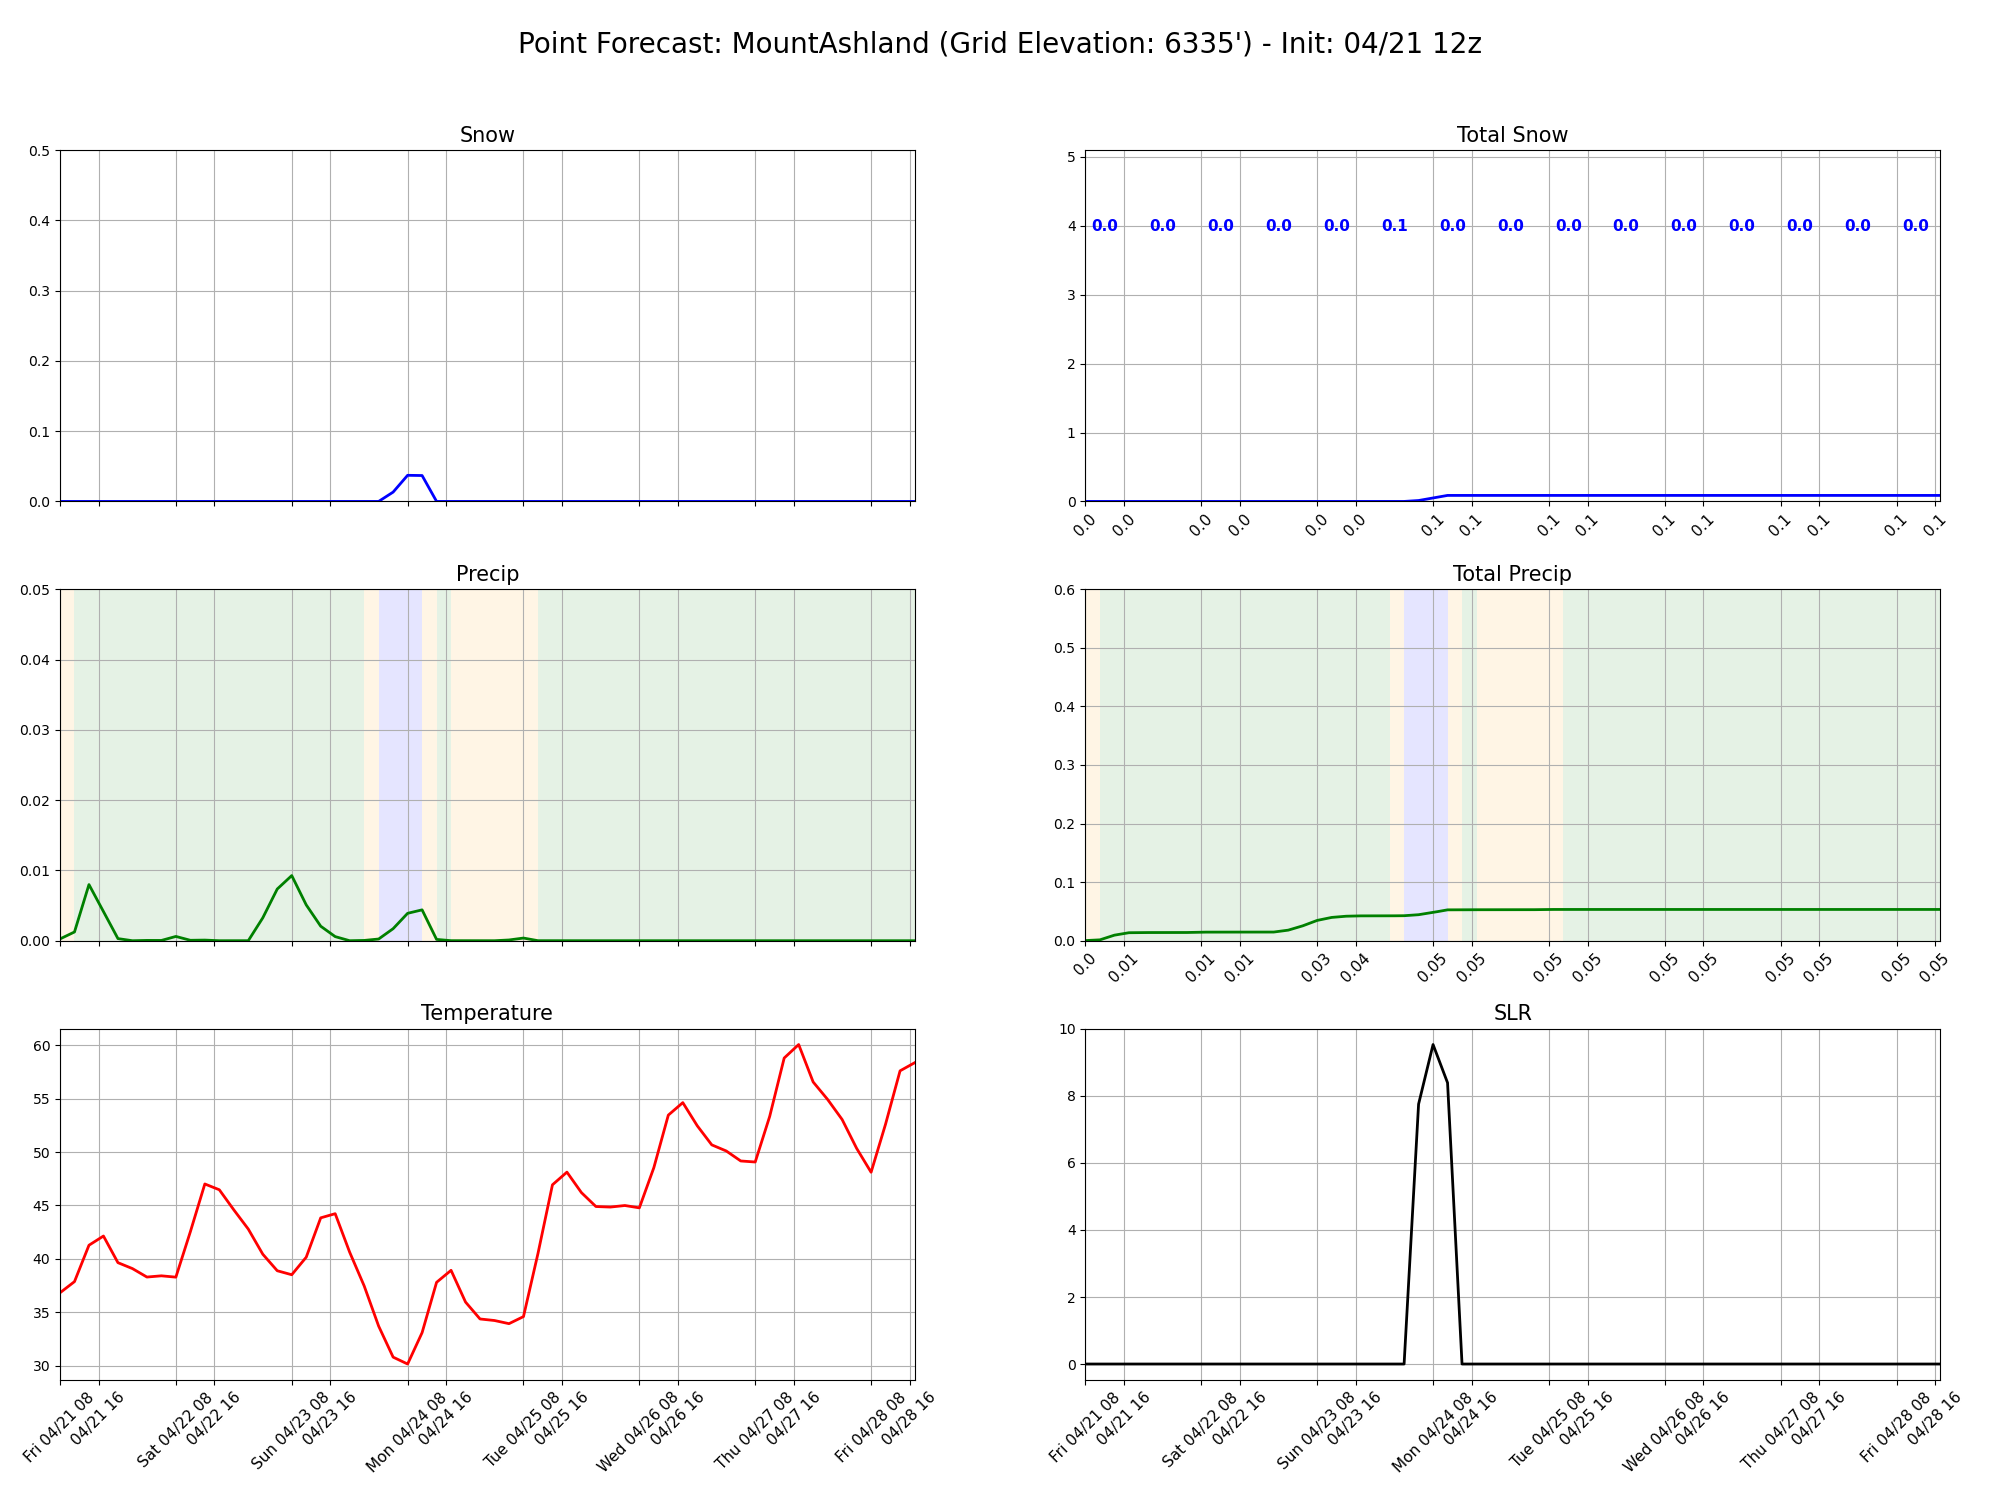 Point Forecast: MountAshland (Grid Elevation: 6335') - Init: 04/21 12z
Snow
0.5
0.4
0.3
0.2
0.1
0.0
Total Snow
5
4
3
2
1
0
0.0 0.0 0.0 0.0 0.0 0.1 0.0 0.0 0.0 0.0 0.0 0.0 0.0 0.0 0.0
0.0 0.0 0.0 0.0 0.0 0.0 0.1 0.1 0.1 0.1 0.1 0.1 0.1 0.1 0.1 0.1
Precip
0.05
0.04
0.03
0.02
0.01
0.00
Total Precip
0.6
0.5
0.4
0.3
0.2
0.1
0.0
0.0 0.01 0.01 0.01 0.03 0.04 0.05 0.05 0.05 0.05 0.05 0.05 0.05 0.05 0.05 0.05
Temperature
60
55
50
45
40
35
30
Fri 04/21 08
04/21 16
Sat 04/22 08
04/22 16
Sun 04/23 08
04/23 16
Mon 04/24 08
04/24 16
Tue 04/25 08
04/25 16
Wed 04/26 08
04/26 16
Thu 04/27 08
04/27 16
Fri 04/28 08
04/28 16
SLR
10
8
6
4
2
0
Fri 04/21 08
04/21 16
Sat 04/22 08
04/22 16
Sun 04/23 08
04/23 16
Mon 04/24 08
04/24 16
Tue 04/25 08
04/25 16
Wed 04/26 08
04/26 16
Thu 04/27 08
04/27 16
Fri 04/28 08
04/28 16